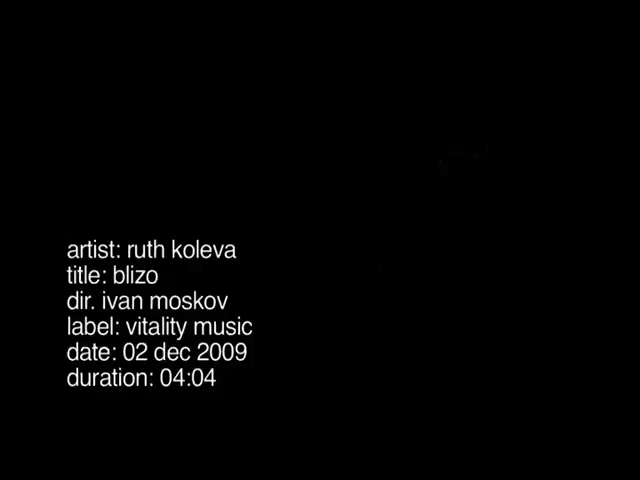 artist: ruth koleva
title: blizo
dir. ivan moskov
label: vitality music
date: 02 dec 2009
duration: 04:04